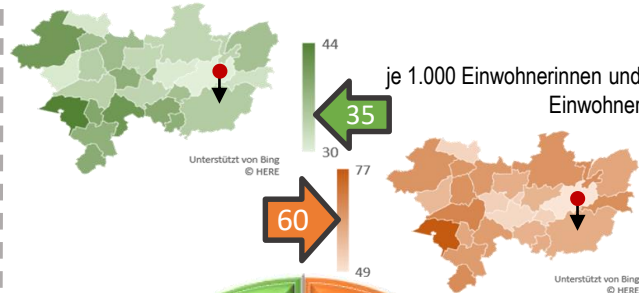 44
je 1.000 Einwohnerinnen und
Einwohner
35
30
Unterstützt von Bing
© HERE
77
60
49
Unterstützt von Bing
© HERE